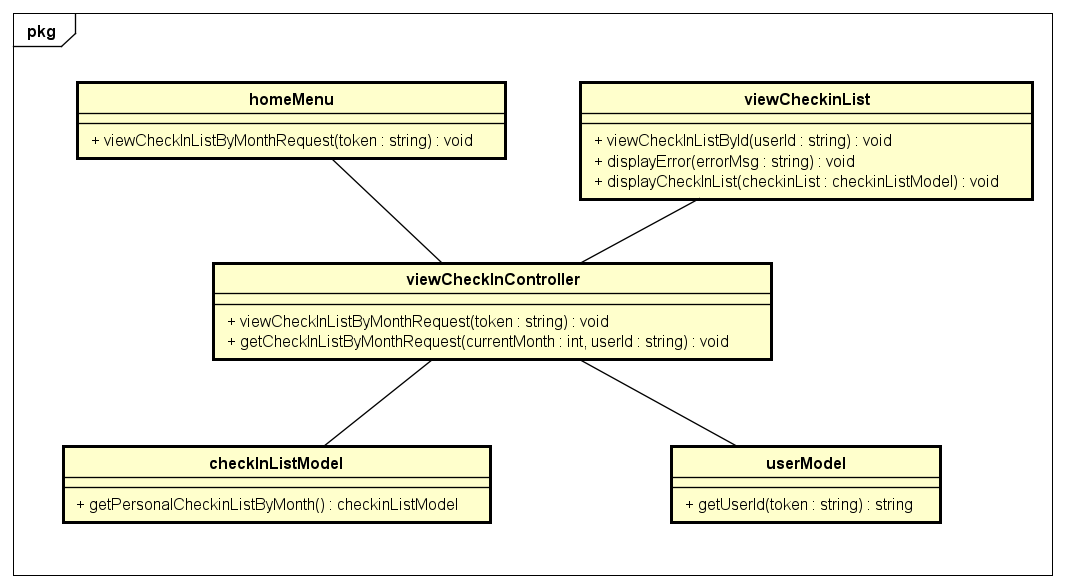 pkg
homeMenu
+ viewCheckInListByMonthRequest(token : string) : void
viewCheckinList
+ viewCheckInListById(userId : string) : void
+ displayError(errorMsg : string) : void
+ displayCheckInList(checkinList : checkinListModel) : void
viewCheckInController
+ viewCheckInListByMonthRequest(token : string) : void
+ getCheckInListByMonthRequest(currentMonth : int, userId : string) : void
checkInListModel
+ getPersonalCheckinListByMonth() : checkinListModel
userModel
+ getUserId(token : string) : string